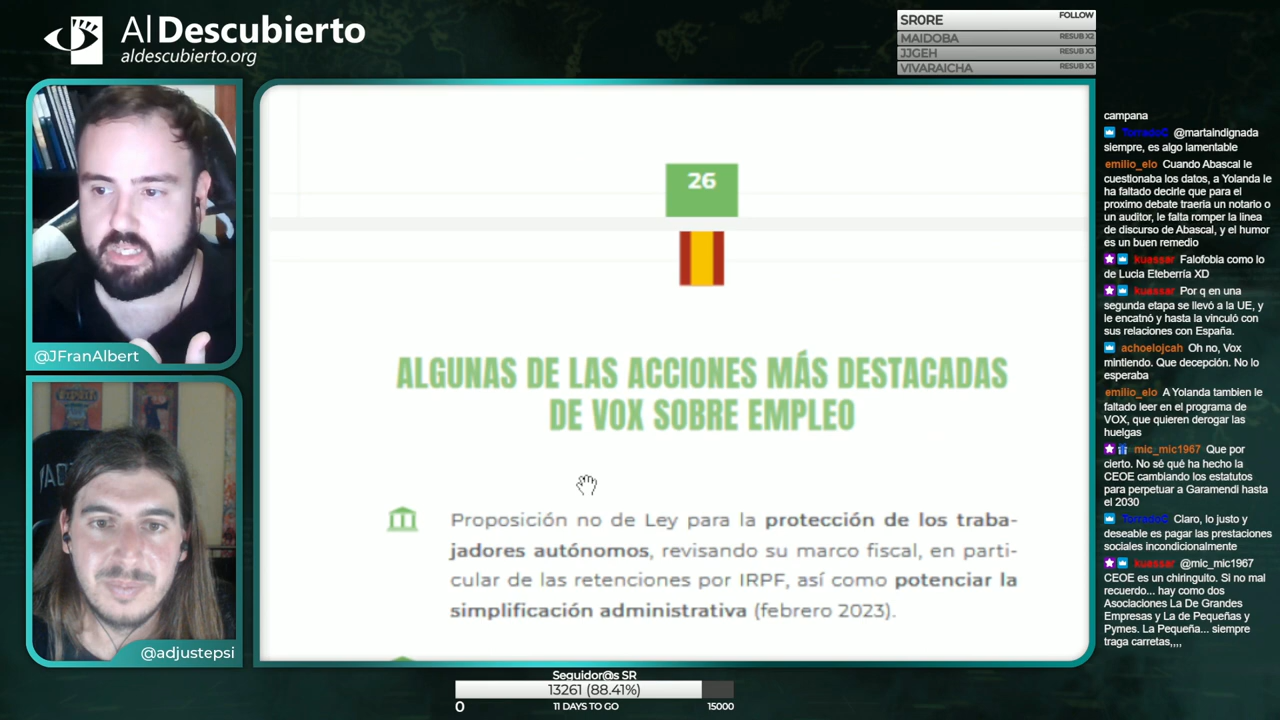 Al Descubierto
aldescubierto.org
SR0RE FOLLOW
MAIDOBA RESUB X2
JJGEH RESUB X3
VIVARAICHA RESUB X3
@JFranAlbert
@adjustepsi
26
ALGUNAS DE LAS ACCIONES MÁS DESTACADAS
DE VOX SOBRE EMPLEO
Proposición no de Ley para la protección de los traba-
jadores autónomos, revisando su marco fiscal, en parti-
cular de las retenciones por IRPF, así como potenciar la
simplificación administrativa (febrero 2023).
campana
TorradoC @martaindignada
siempre, es algo lamentable
emilio_elo Cuando Abascal le
cuestionaba los datos, a Yolanda le
ha faltado decirle que para el
proximo debate traería un notario o
un auditor, le falta romper la linea
de discurso de Abascal, y el humor
es un buen remedio
kuassar Falofobia como lo
de Lucia Eteberría XD
kuassar Por q en una
segunda etapa se llevó a la UE, y
le encatnó y hasta la vinculó con
sus relaciones con España.
achoelojcah Oh no, Vox
mintiendo. Que decepción. No lo
esperaba
emilio_elo A Yolanda tambien le
faltado leer en el programa de
VOX, que quieren derogar las
huelgas
mic_mic1967 Que por
cierto. No sé qué ha hecho la
CEOE cambiando los estatutos
para perpetuar a Garamendi hasta
el 2030
TorradoC Claro, lo justo y
deseable es pagar las prestaciones
sociales incondicionalmente
kuassar @mic_mic1967
CEOE es un chiringuito. Si no mal
recuerdo... hay como dos
Asociaciones La De Grandes
Empresas y La de Pequeñas y
Pymes. La Pequeña... siempre
traga carretas,,,,
Seguidor@s SR
13261 (88.41%)
0 11 DAYS TO GO 15000